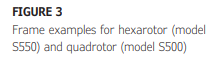 FIGURE 3
Frame examples for hexarotor (model
S550) and quadrotor (model S500)